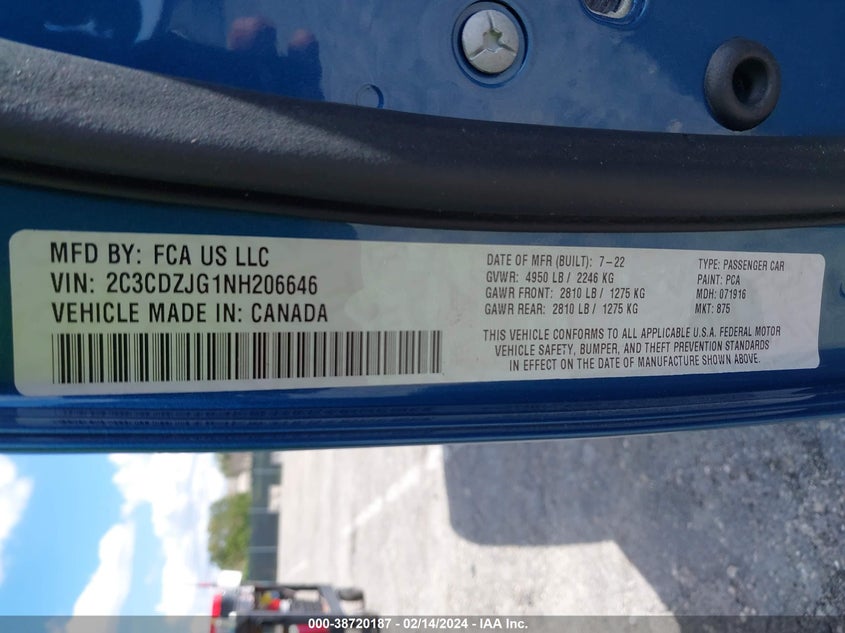 MFD BY: FCA US LLC
VIN: 2C3CDZJG1NH206646
VEHICLE MADE IN: CANADA
DATE OF MFR (BUILT): 7-22
GVWR: 4950 LB / 2246 KG
GAWR FRONT: 2810 LB / 1275 KG
GAWR REAR: 2810 LB / 1275 KG
TYPE: PASSENGER CAR
PAINT: PCA
MDH: 071916
MKT: 875
THIS VEHICLE CONFORMS TO ALL APPLICABLE U.S.A. FEDERAL MOTOR
VEHICLE SAFETY, BUMPER, AND THEFT PREVENTION STANDARDS
IN EFFECT ON THE DATE OF MANUFACTURE SHOWN ABOVE.
000-38720187 - 02/14/2024 - IAA Inc.